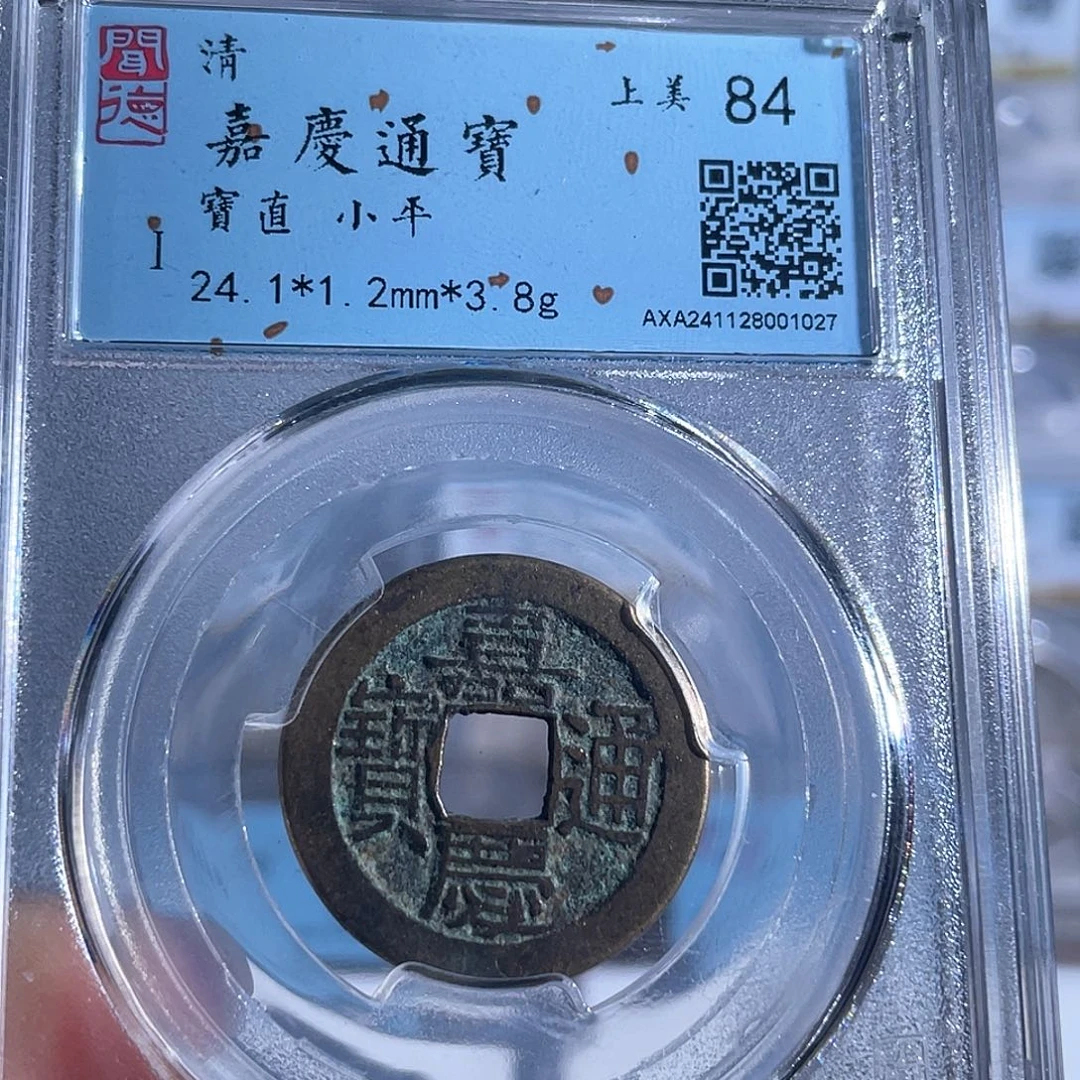 聞德
清
嘉慶通寶
寶直 小平
I
24.1*1.2mm*3.8g
上美 84
AXA241128001027
嘉慶通寶